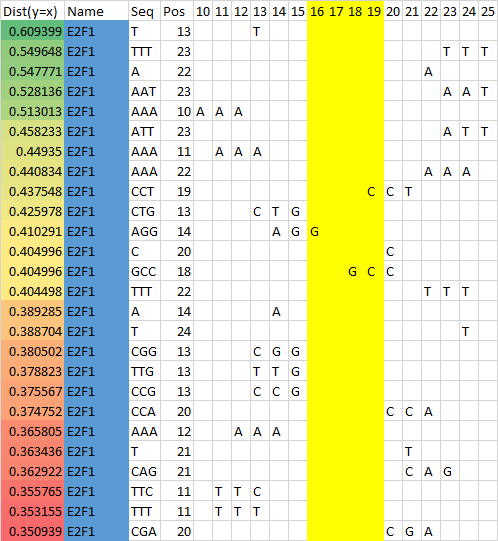 Dist(y=x) Name Seq Pos 10 11 12 13 14 15 16 17 18 19 20 21 22 23 24 25
0.609399 E2F1 T 13 T
0.549648 E2F1 TTT 23 T T T
0.547771 E2F1 A 22 A
0.528136 E2F1 AAT 23 A A T
0.513013 E2F1 AAA 10 A A A
0.458233 E2F1 ATT 23 A T T
0.44935 E2F1 AAA 11 A A A
0.440834 E2F1 AAA 22 A A A
0.437548 E2F1 CCT 19 C C T
0.425978 E2F1 CTG 13 C T G
0.410291 E2F1 AGG 14 A G G
0.404996 E2F1 C 20 C
0.404996 E2F1 GCC 18 G C C
0.404498 E2F1 TTT 22 T T T
0.389285 E2F1 A 14 A
0.388704 E2F1 T 24 T
0.380502 E2F1 CGG 13 C G G
0.378823 E2F1 TTG 13 T T G
0.375567 E2F1 CCG 13 C C G
0.374752 E2F1 CCA 20 C C A
0.365805 E2F1 AAA 12 A A A
0.363436 E2F1 T 21 T
0.362922 E2F1 CAG 21 C A G
0.355765 E2F1 TTC 11 T T C
0.353155 E2F1 TTT 11 T T T
0.350939 E2F1 CGA 20 C G A